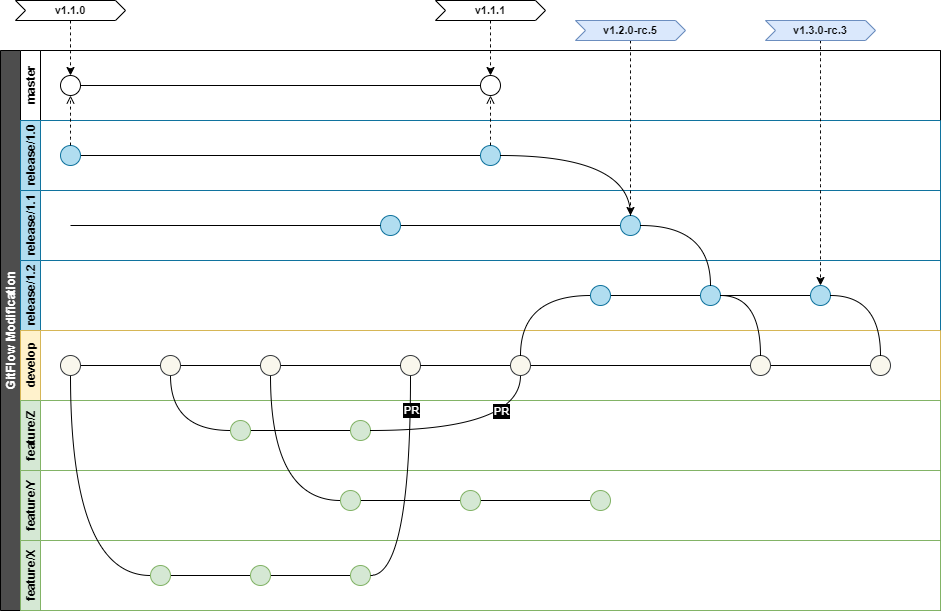 v1.1.0
v1.1.1
v1.2.0-rc.5
v1.3.0-rc.3
GitFlow Modification
master
release/1.0
release/1.1
release/1.2
develop
PR
PR
feature/Z
feature/Y
feature/X